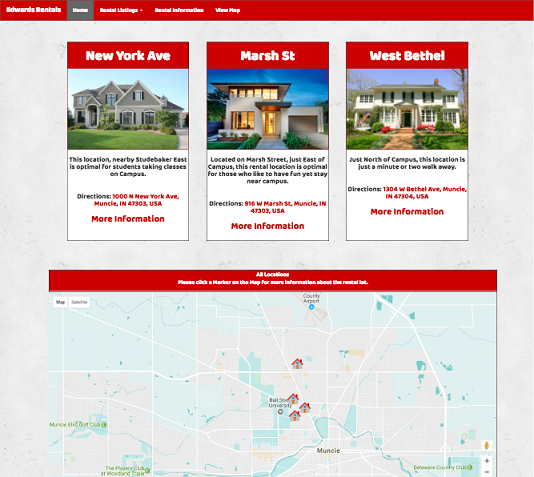 Edwards Rentals Home Rental Listings Rental Information View Map
New York Ave
This location, nearby Studebaker East
is optimal for students taking classes
on Campus.
Directions: 1000 N New York Ave,
Muncie, IN 47303, USA
More Information
Marsh St
Located on Marsh Street, just East of
Campus, this rental location is optimal
for those who like to have fun yet stay
near campus.
Directions: 916 W Marsh St, Muncie, IN
47303, USA
More Information
West Bethel
Just North of Campus, this location is
just a minute or two walk away.
Directions: 1304 W Bethel Ave, Muncie,
IN 47304, USA
More Information
All Locations
Please click a Marker on the Map for more information about the rental lot.
Map Satellite
County
Airport
Ball State
University
Muncie Elks Golf Club
Muncie
The Players Club
at Woodland Trails
Delaware Country Club
+
-